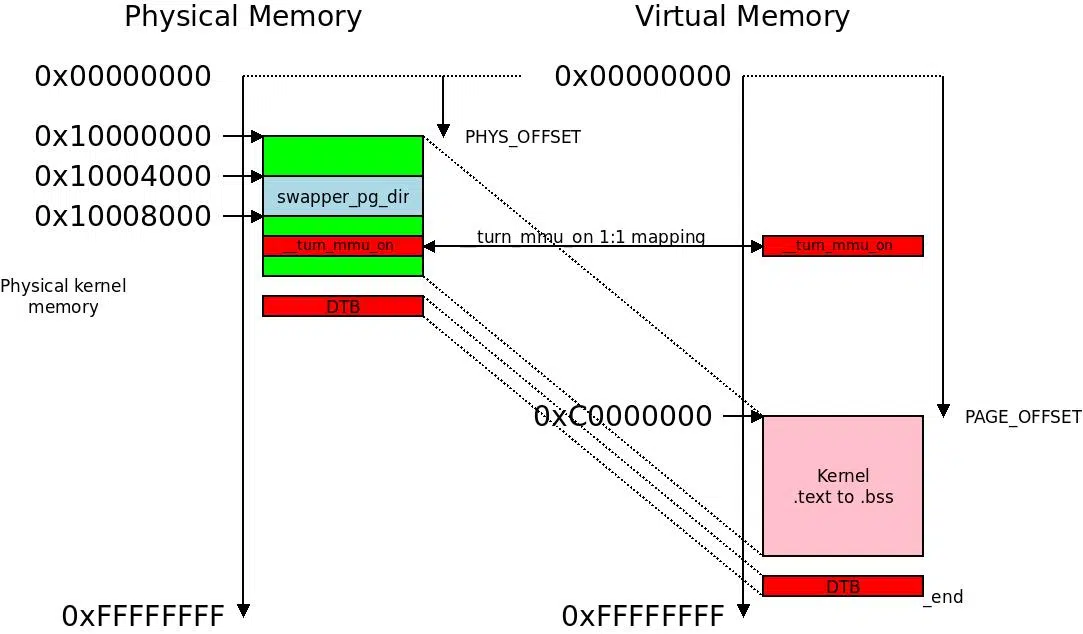 Physical Memory
Virtual Memory
0x00000000
0x00000000
0x10000000
PHYS_OFFSET
0x10004000
swapper_pg_dir
0x10008000
__turn_mmu_on
__turn_mmu_on 1:1 mapping
__turn_mmu_on
Physical kernel
memory
DTB
0xC0000000
PAGE_OFFSET
Kernel
.text to .bss
DTB
_end
0xFFFFFFFF
0xFFFFFFFF